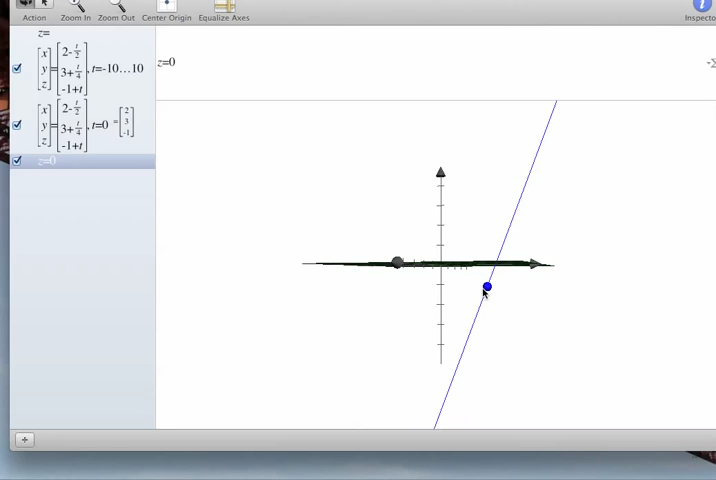 Action Zoom In Zoom Out Center Origin Equalize Axes
z=
[x y z] = [2-t/2 3+t/4 -1+t], t=-10…10
[x y z] = [2-t/2 3+t/4 -1+t], t=0 = [2 3 -1]
z=0
z=0